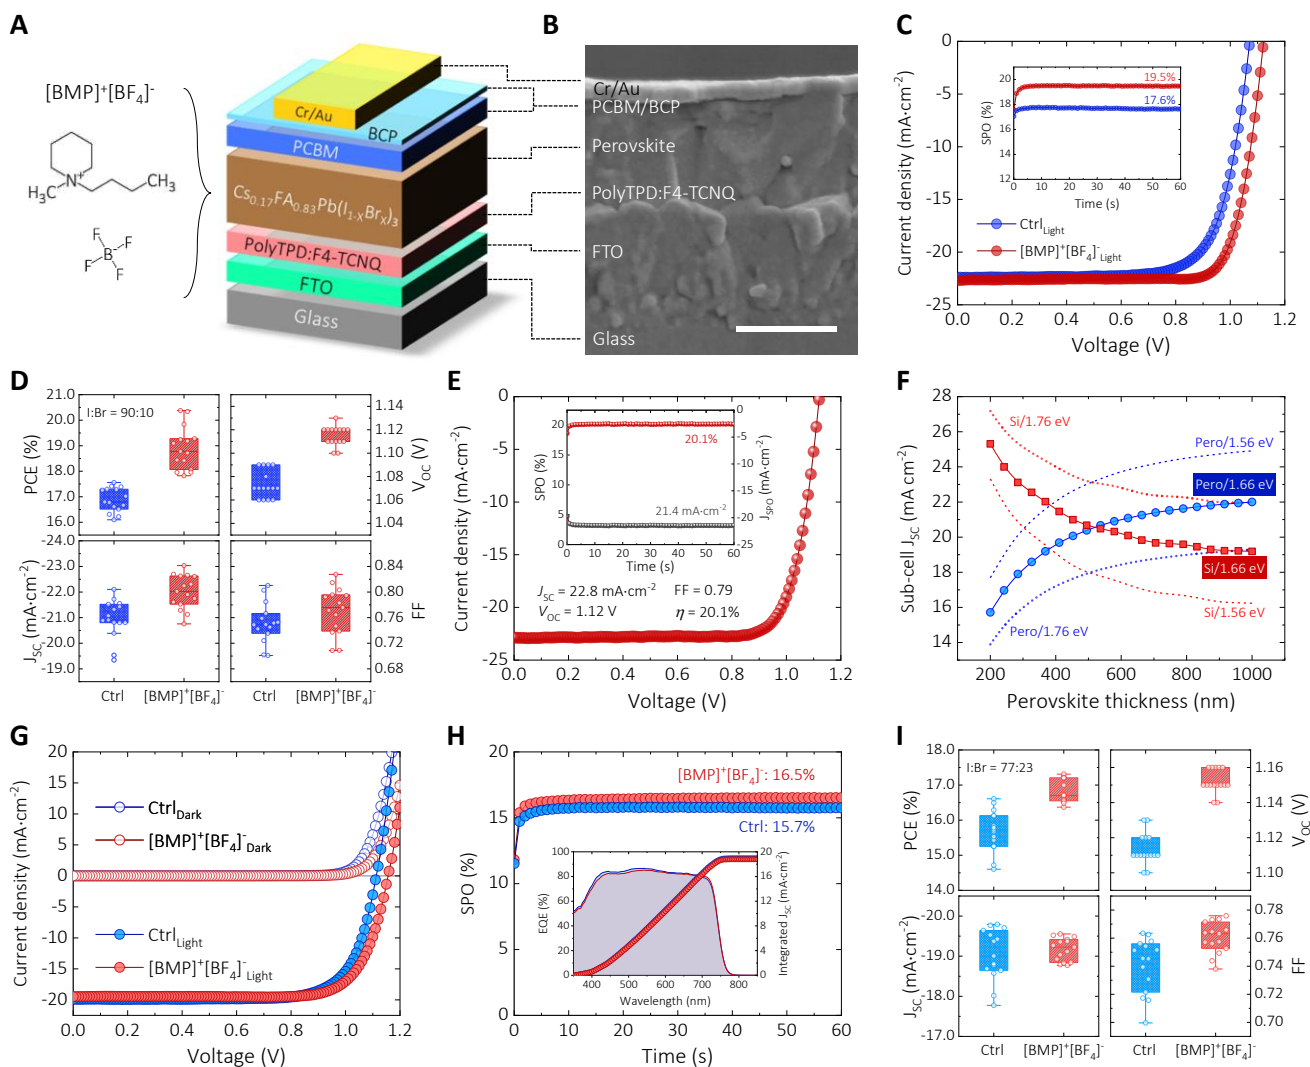 A
[BMP]⁺[BF₄]⁻
H₃C
N⁺
CH₃
F
F
B⁻
F
F
Cr/Au
BCP
PCBM
Cs₀.₁₇FA₀.₈₃Pb(I₁₋ₓBrₓ)₃
PolyTPD:F4-TCNQ
FTO
Glass
B
Cr/Au
PCBM/BCP
Perovskite
PolyTPD:F4-TCNQ
FTO
Glass
C
Current density (mA·cm⁻²)
0
-5
-10
-15
-20
-25
0.0 0.2 0.4 0.6 0.8 1.0 1.2
Voltage (V)
SPO (%)
20
18
16
14
12
0 10 20 30 40 50 60
Time (s)
19.5%
17.6%
Ctrl_Light
[BMP]⁺[BF₄]⁻_Light
D
I:Br = 90:10
PCE (%)
21.0
20.0
19.0
18.0
17.0
16.0
V_OC (V)
1.14
1.12
1.10
1.08
1.06
1.04
J_SC (mA·cm⁻²)
-24.0
-23.0
-22.0
-21.0
-20.0
-19.0
FF
0.84
0.80
0.76
0.72
0.68
Ctrl [BMP]⁺[BF₄]⁻ Ctrl [BMP]⁺[BF₄]⁻
E
Current density (mA·cm⁻²)
0
-5
-10
-15
-20
-25
0.0 0.2 0.4 0.6 0.8 1.0 1.2
Voltage (V)
SPO (%)
20
15
10
5
0
0 10 20 30 40 50 60
Time (s)
J_SPO (mA·cm⁻²)
0
-5
-10
-15
-20
-25
20.1%
21.4 mA·cm⁻²
J_SC = 22.8 mA·cm⁻² FF = 0.79
V_OC = 1.12 V η = 20.1%
F
Sub-cell J_SC (mA cm⁻²)
28
26
24
22
20
18
16
14
200 400 600 800 1000
Perovskite thickness (nm)
Si/1.76 eV
Pero/1.56 eV
Pero/1.66 eV
Si/1.66 eV
Si/1.56 eV
Pero/1.76 eV
G
Current density (mA·cm⁻²)
20
15
10
5
0
-5
-10
-15
-20
0.0 0.2 0.4 0.6 0.8 1.0 1.2
Voltage (V)
Ctrl_Dark
[BMP]⁺[BF₄]⁻_Dark
Ctrl_Light
[BMP]⁺[BF₄]⁻_Light
H
SPO (%)
20
15
10
5
0
0 10 20 30 40 50 60
Time (s)
[BMP]⁺[BF₄]⁻: 16.5%
Ctrl: 15.7%
EQE (%)
100
80
60
40
20
0
400 500 600 700 800
Wavelength (nm)
Integrated J_SC (mA·cm⁻²)
20
16
12
8
4
0
I
I:Br = 77:23
PCE (%)
18.0
17.0
16.0
15.0
14.0
V_OC (V)
1.16
1.14
1.12
1.10
J_SC, (mA·cm⁻²)
-20.0
-19.0
-18.0
-17.0
FF
0.78
0.76
0.74
0.72
0.70
Ctrl [BMP]⁺[BF₄]⁻ Ctrl [BMP]⁺[BF₄]⁻